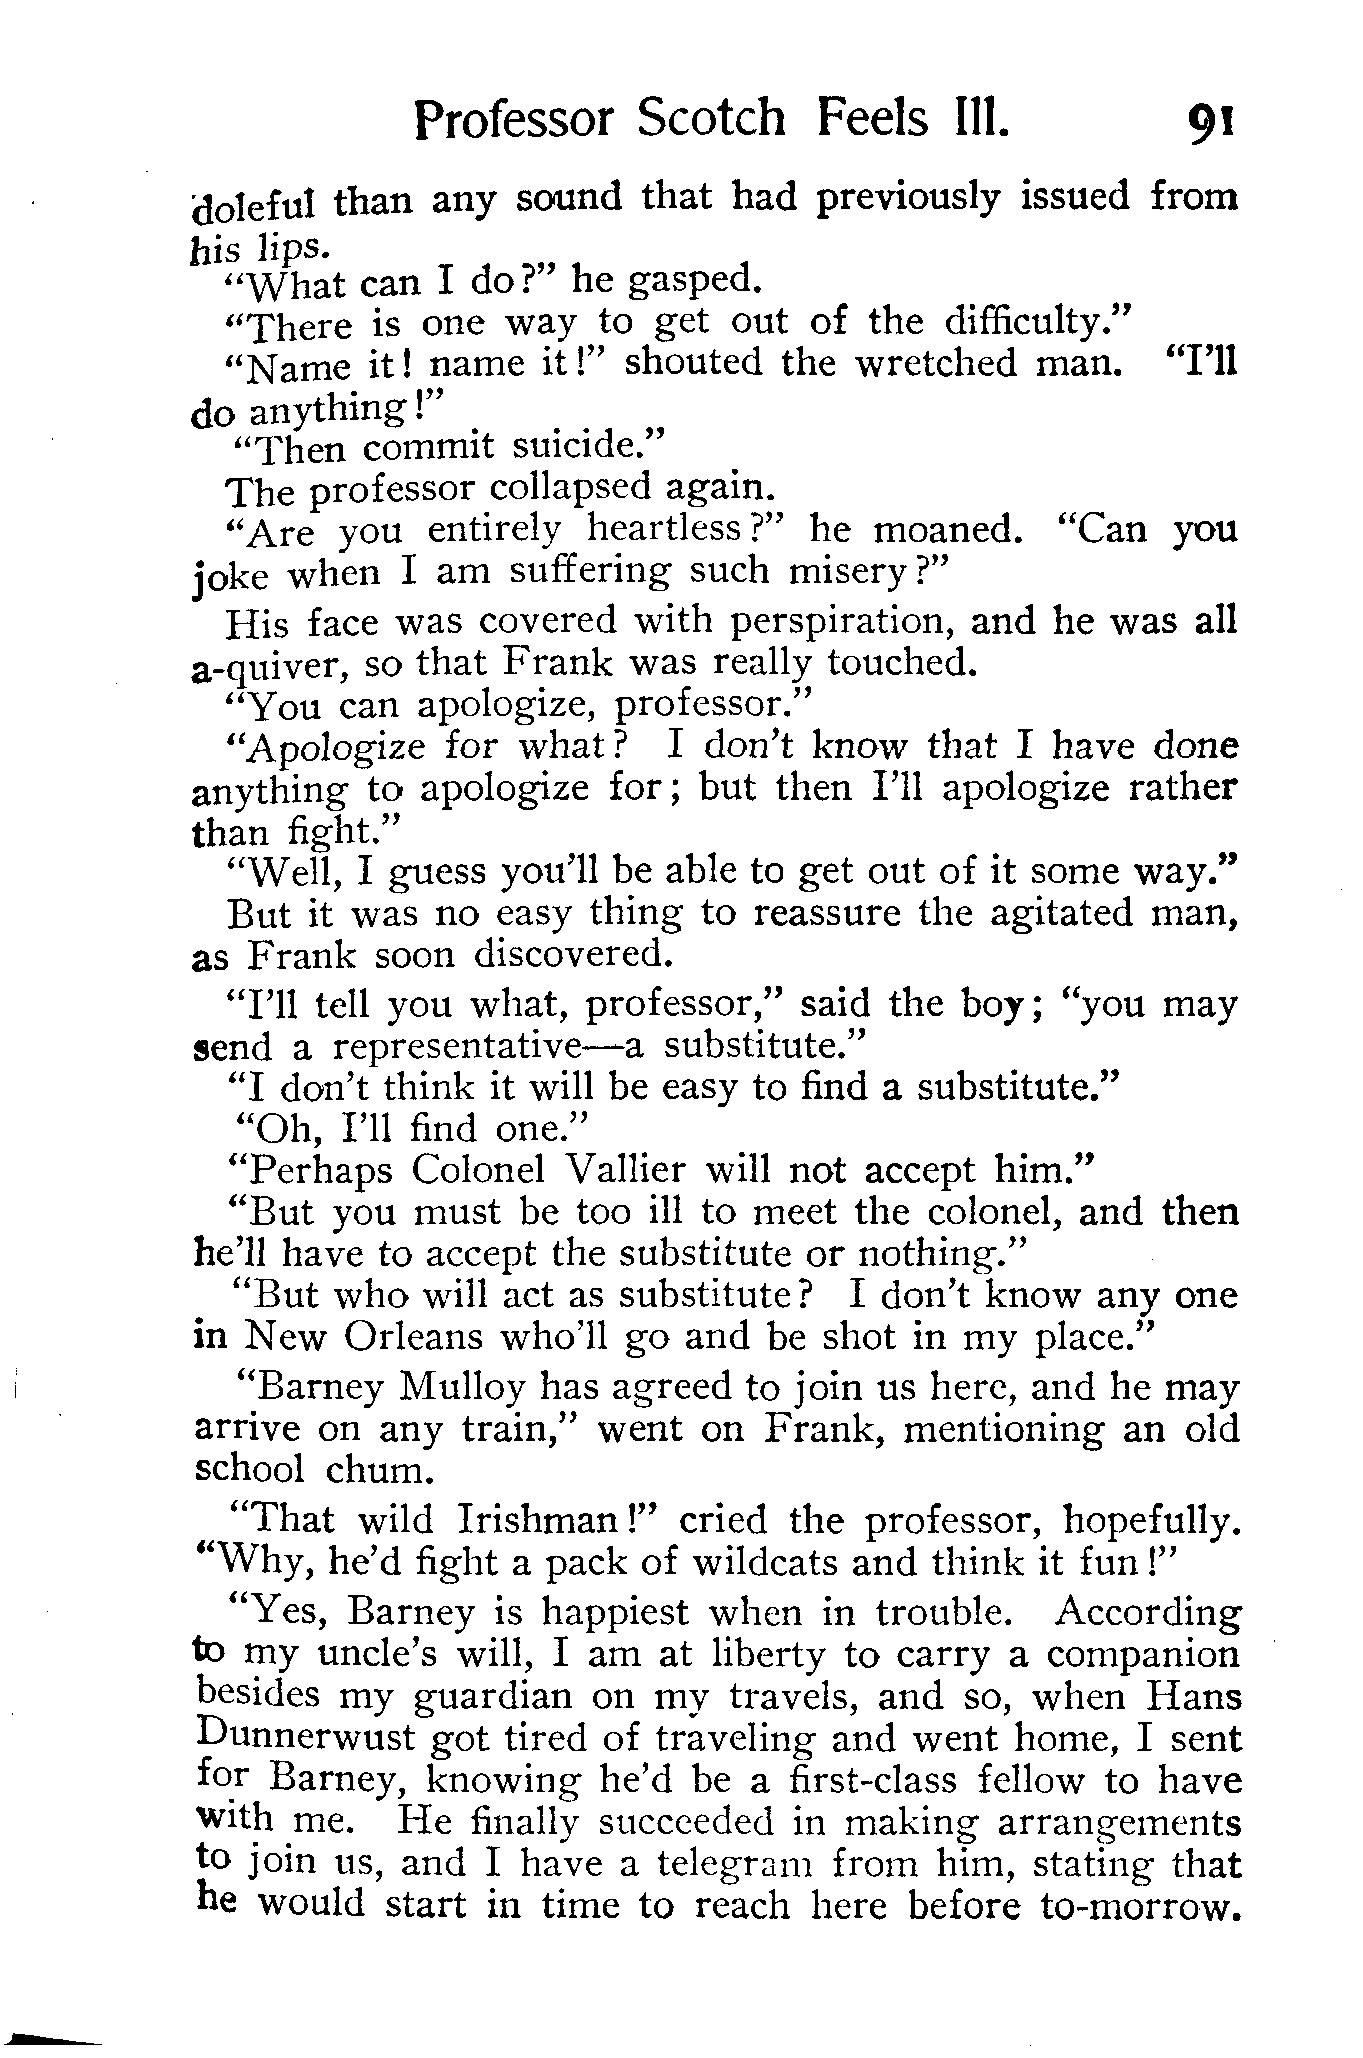 Professor Scotch Feels Ill. 91
doleful than any sound that had previously issued from
his lips.
“What can I do?” he gasped.
“There is one way to get out of the difficulty.”
“Name it! name it!” shouted the wretched man. “I’ll
do anything!”
“Then commit suicide.”
The professor collapsed again.
“Are you entirely heartless?” he moaned. “Can you
joke when I am suffering such misery?”
His face was covered with perspiration, and he was all
a-quiver, so that Frank was really touched.
“You can apologize, professor.”
“Apologize for what? I don’t know that I have done
anything to apologize for; but then I’ll apologize rather
than fight.”
“Well, I guess you’ll be able to get out of it some way.”
But it was no easy thing to reassure the agitated man,
as Frank soon discovered.
“I’ll tell you what, professor,” said the boy; “you may
send a representative—a substitute.”
“I don’t think it will be easy to find a substitute.”
“Oh, I’ll find one.”
“Perhaps Colonel Vallier will not accept him.”
“But you must be too ill to meet the colonel, and then
he’ll have to accept the substitute or nothing.”
“But who will act as substitute? I don’t know any one
in New Orleans who’ll go and be shot in my place.”
“Barney Mulloy has agreed to join us here, and he may
arrive on any train,” went on Frank, mentioning an old
school chum.
“That wild Irishman!” cried the professor, hopefully.
“Why, he’d fight a pack of wildcats and think it fun!”
“Yes, Barney is happiest when in trouble. According
to my uncle’s will, I am at liberty to carry a companion
besides my guardian on my travels, and so, when Hans
Dunnerwust got tired of traveling and went home, I sent
for Barney, knowing he’d be a first-class fellow to have
with me. He finally succeeded in making arrangements
to join us, and I have a telegram from him, stating that
he would start in time to reach here before to-morrow.